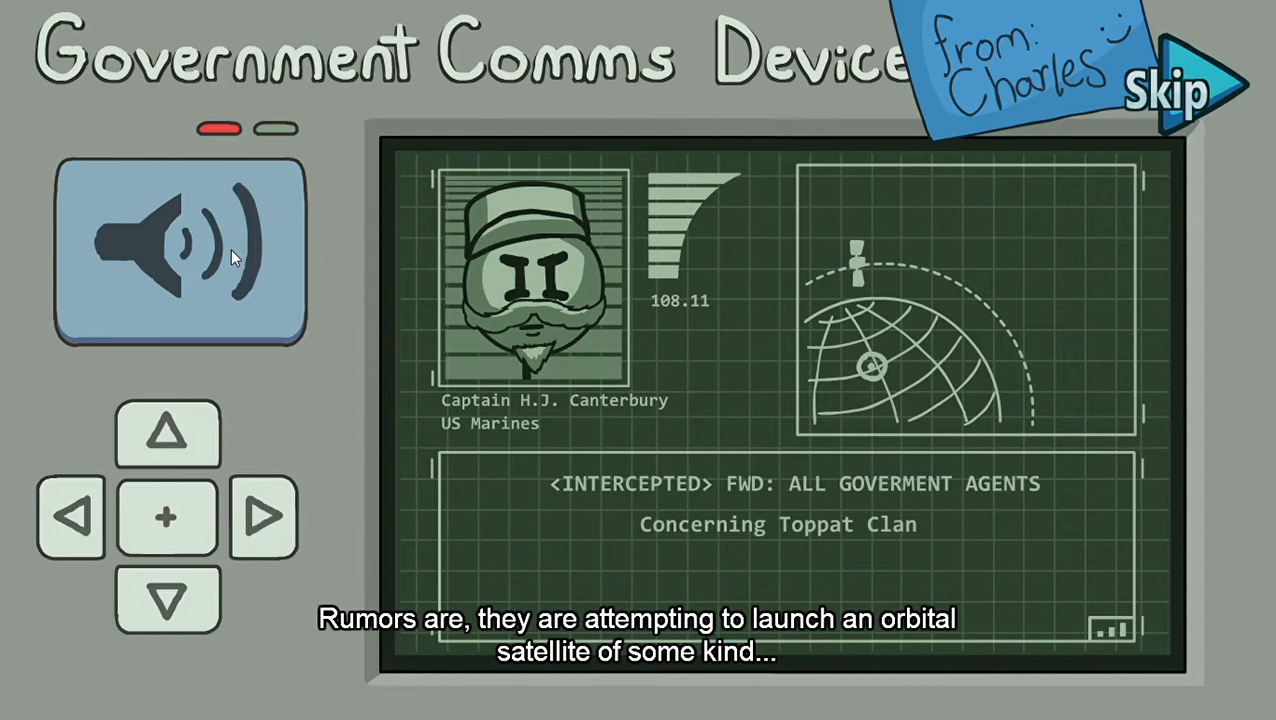 Government Comms Device
from:
Charles
Skip
108.11
Captain H.J. Canterbury
US Marines
<INTERCEPTED> FWD: ALL GOVERMENT AGENTS
Concerning Toppat Clan
Rumors are, they are attempting to launch an orbital
satellite of some kind...